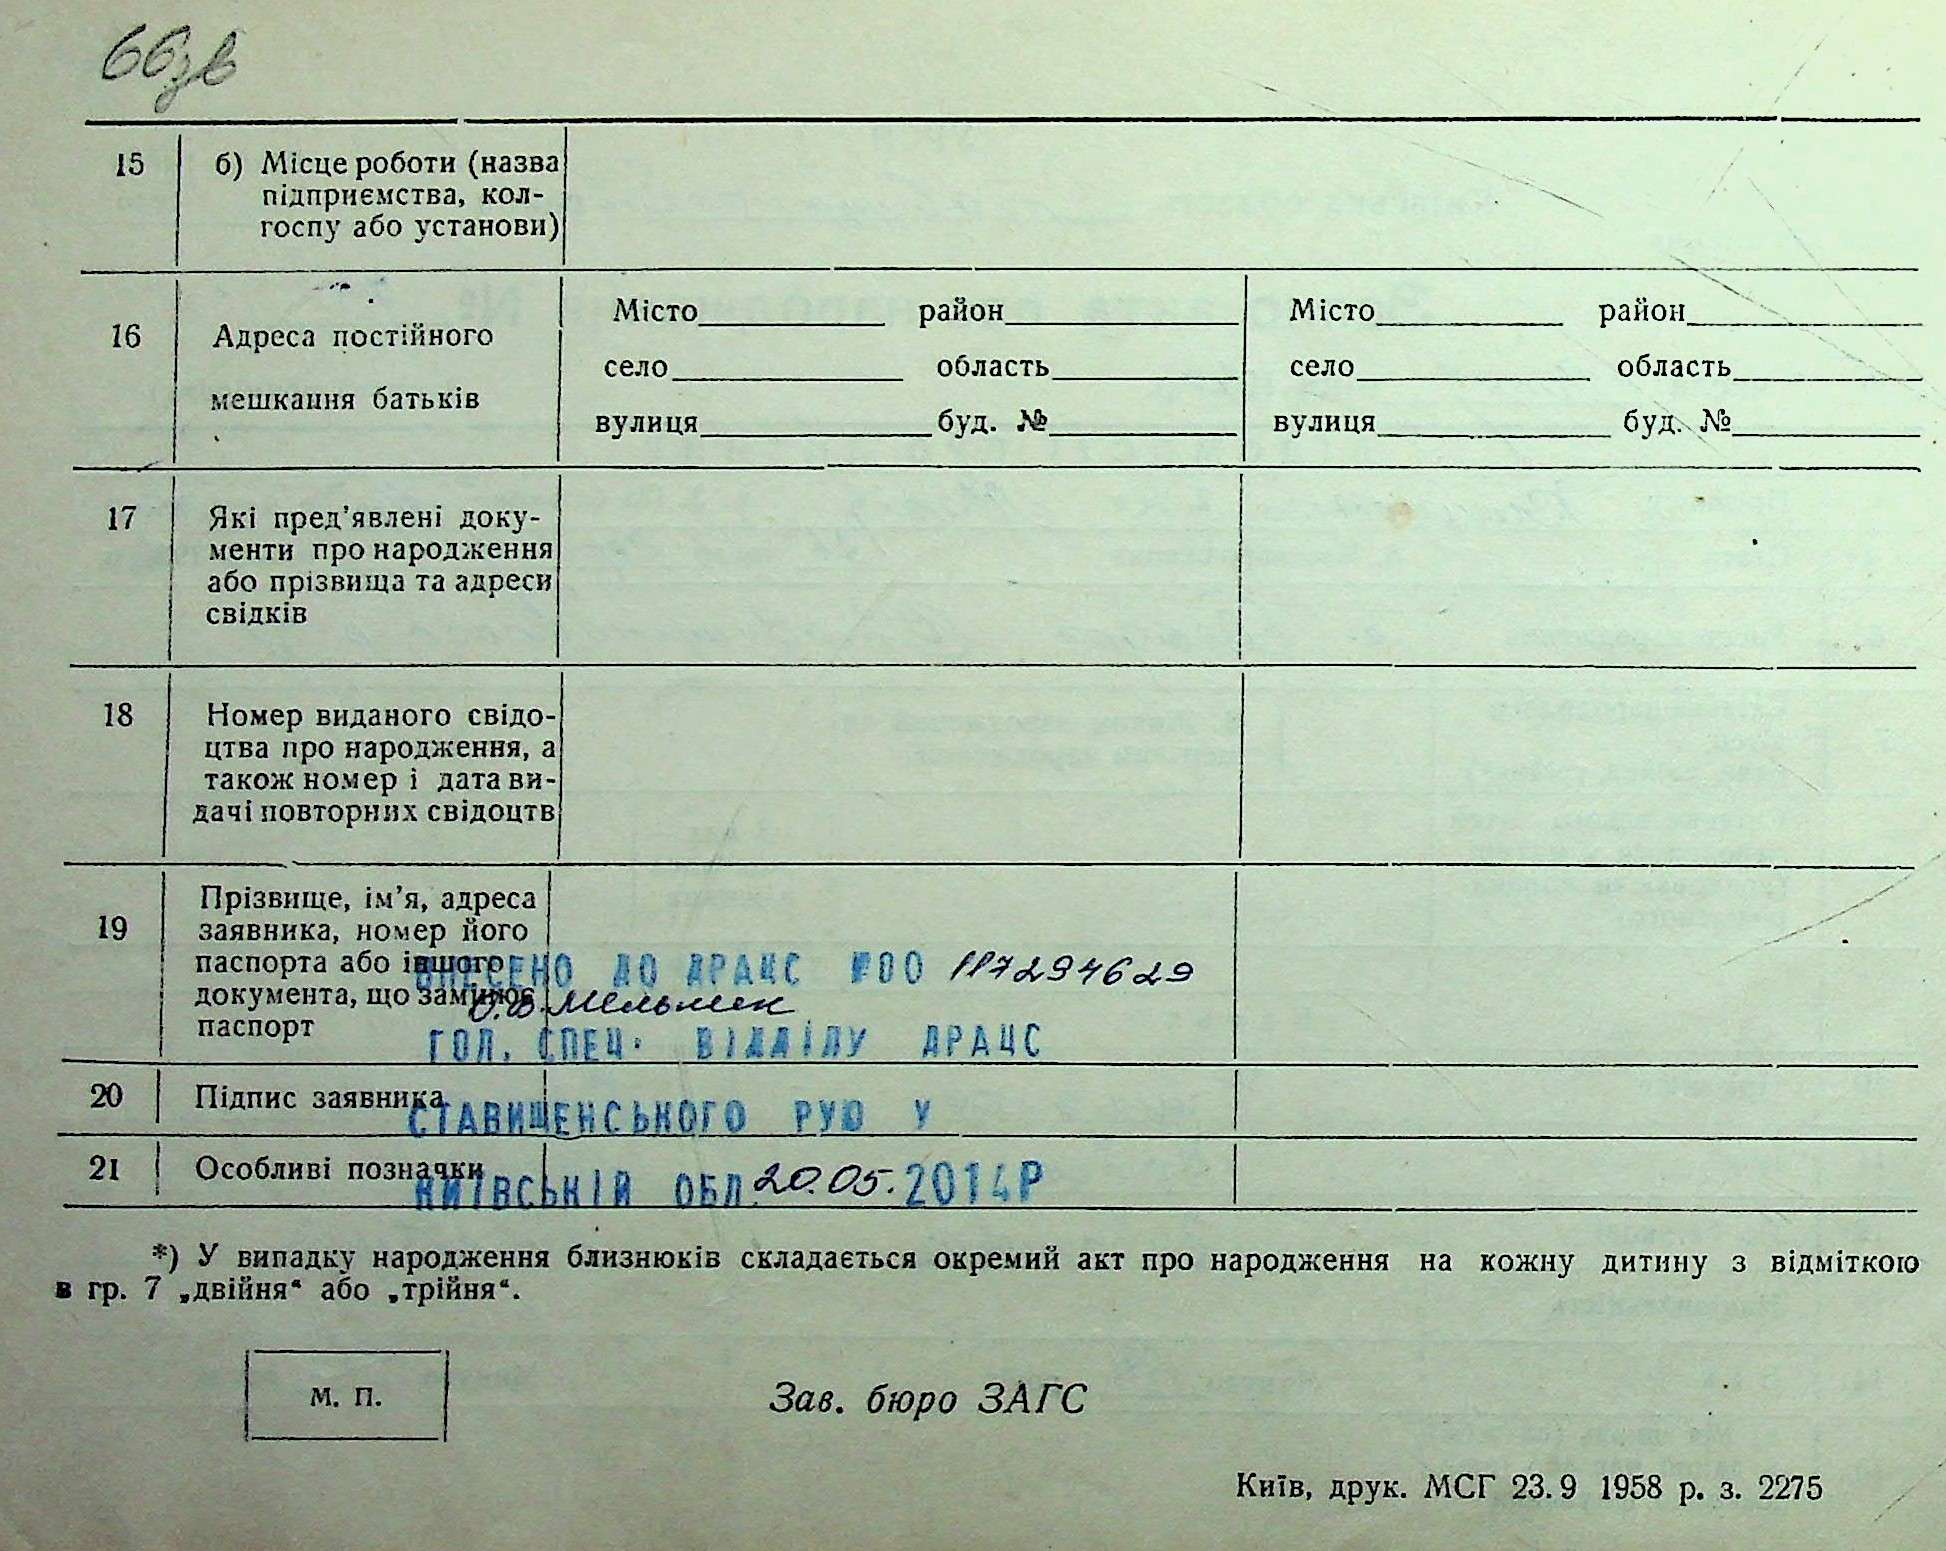 66зв
15 б) Місце роботи (назва
підприємства, кол-
госпу або установи)
16 Адреса постійного
мешкання батьків
Місто район
село область
вулиця буд. №
Місто район
село область
вулиця буд. №
17 Які пред’явлені доку-
менти про народження
або прізвища та адреси
свідків
18 Номер виданого свідо-
цтва про народження, а
також номер і дата ви-
дачі повторних свідоцтв
19 Прізвище, ім’я, адреса
заявника, номер його
паспорта або іншого
документа, що замінює
паспорт
ВНЕСЕНО ДО ДРАЦС №00 117294629
О.В. Мельник
ГОЛ. СПЕЦ. ВІДДІЛУ ДРАЦС
20 Підпис заявника
СТАВИЩЕНСЬКОГО РУЮ У
21 Особливі позначки
КИЇВСЬКІЙ ОБЛ. 20.05.2014Р
*) У випадку народження близнюків складається окремий акт про народження на кожну дитину з відміткою
в гр. 7 „двійня“ або „трійня“.
М. П.
Зав. бюро ЗАГС
Київ, друк. МСГ 23.9 1958 р. з. 2275